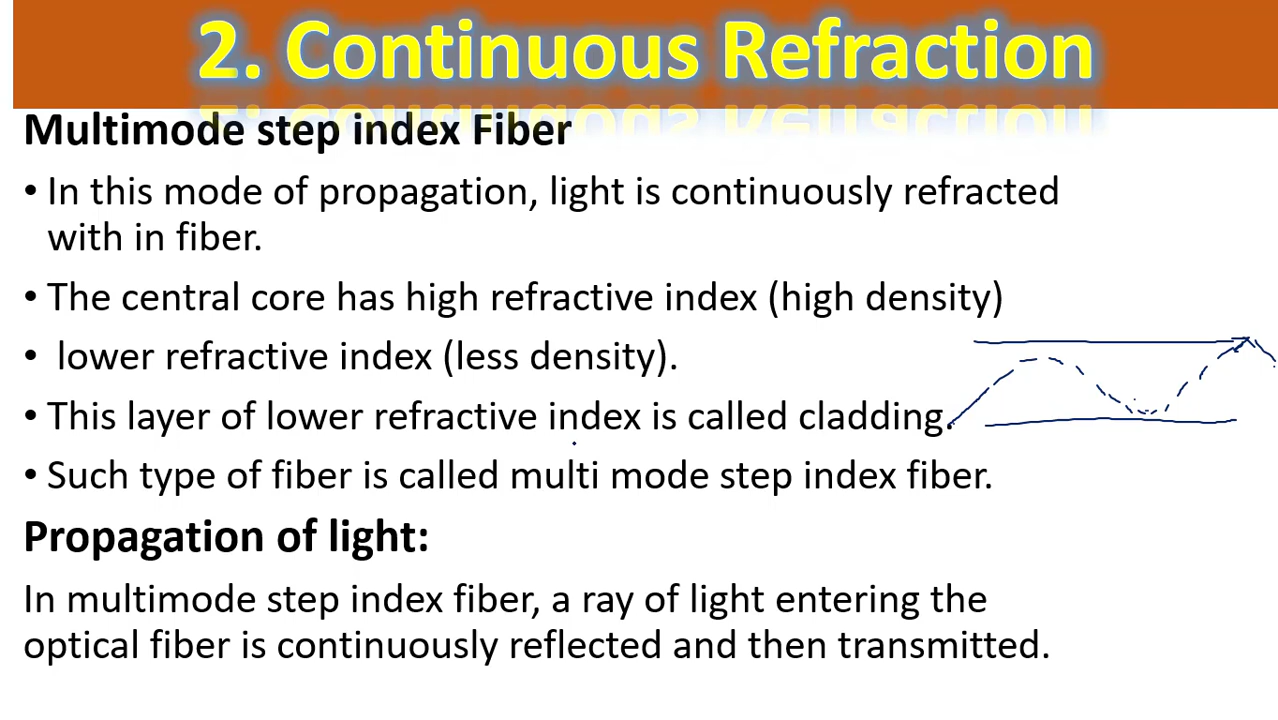 2. Continuous Refraction
Multimode step index Fiber
• In this mode of propagation, light is continuously refracted
with in fiber.
• The central core has high refractive index (high density)
• lower refractive index (less density).
• This layer of lower refractive index is called cladding.
• Such type of fiber is called multi mode step index fiber.
Propagation of light:
In multimode step index fiber, a ray of light entering the
optical fiber is continuously reflected and then transmitted.